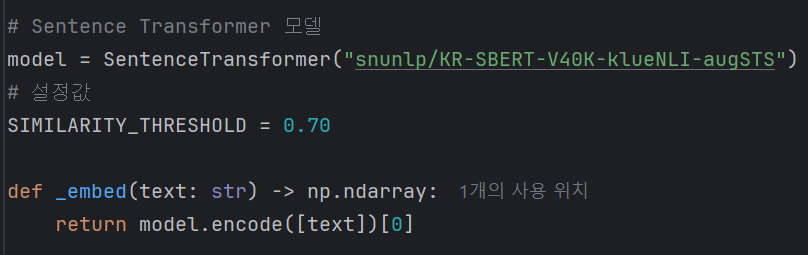 # Sentence Transformer 모델
model = SentenceTransformer("snunlp/KR-SBERT-V40K-klueNLI-augSTS")
# 설정값
SIMILARITY_THRESHOLD = 0.70
def _embed(text: str) -> np.ndarray: 1개의 사용 위치
    return model.encode([text])[0]